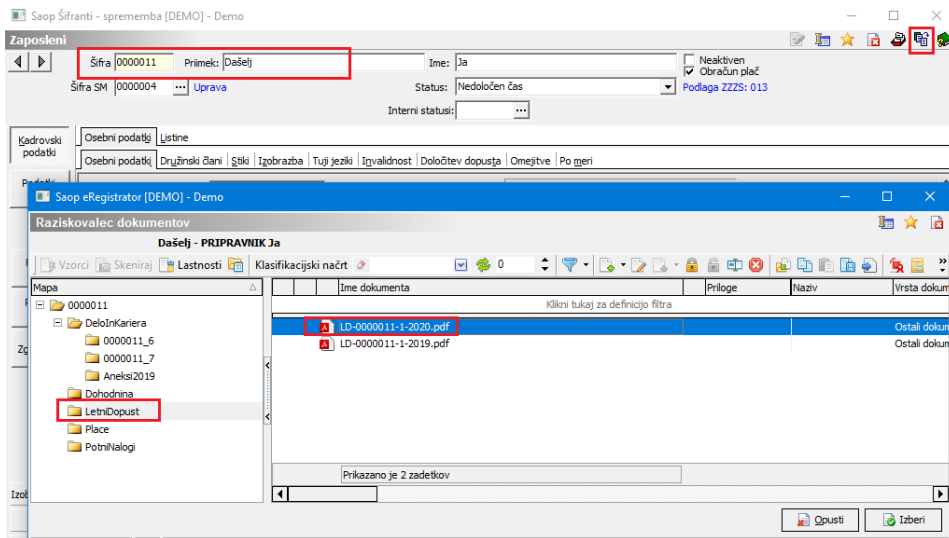 Saop Šifranti - sprememba [DEMO] - Demo
Zaposleni
Šifra 0000011 Priimek: Dašelj Ime: Ja Neaktiven
Obračun plač
Šifra SM 0000004 ... Uprava Status: Nedoločen čas Podlaga ZZZS: 013
Interni statusi: ...
Kadrovski podatki Osebni podatki Listine
Osebni podatki Družinski člani Stiki Izobrazba Tuji jeziki Invalidnost Določitev dopusta Omejitve Po meri
Saop eRegistrator [DEMO] - Demo
Raziskovalec dokumentov
Dašelj - PRIPRAVNIK Ja
Vzorci Skeniraj Lastnosti Klasifikacijski načrt 0
Mapa Ime dokumenta Priloge Naziv Vrsta dokum
Klikni tukaj za definicijo filtra
0000011
DeloInKariera LD-0000011-1-2020.pdf Ostali dokun
0000011_6 LD-0000011-1-2019.pdf Ostali dokun
0000011_7
Aneksi2019
Dohodnina
LetniDopust
Place
PotniNalogi
Prikazano je 2 zadetkov
Izol
Opusti Izberi